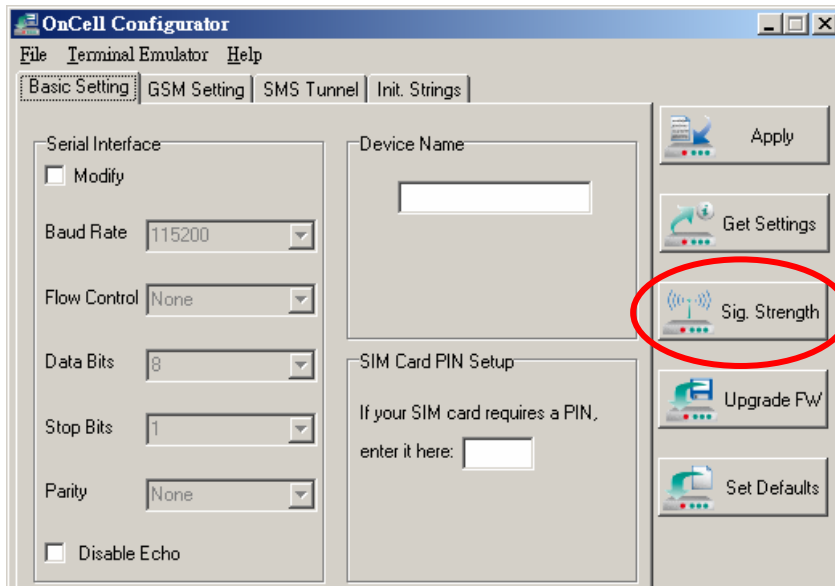 OnCell Configurator
File Terminal Emulator Help
Basic Setting GSM Setting SMS Tunnel Init. Strings
Serial Interface
Modify
Baud Rate 115200
Flow Control None
Data Bits 8
Stop Bits 1
Parity None
Disable Echo
Device Name
SIM Card PIN Setup
If your SIM card requires a PIN,
enter it here:
Apply
Get Settings
Sig. Strength
Upgrade FW
Set Defaults